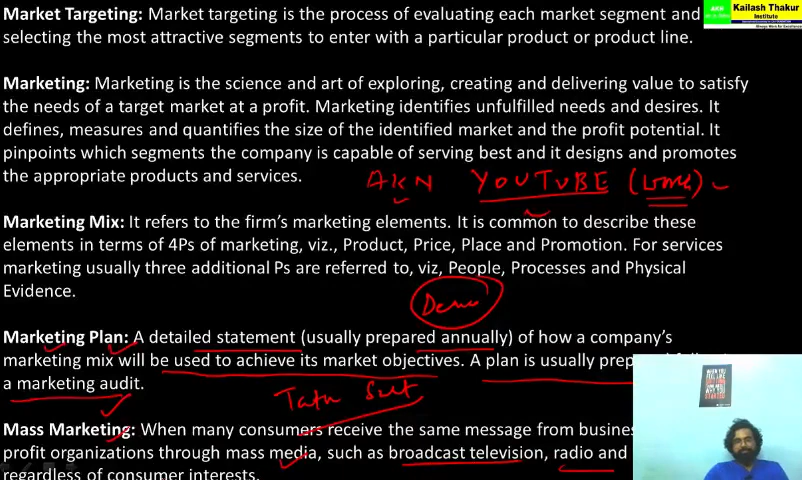 Market Targeting: Market targeting is the process of evaluating each market segment and
selecting the most attractive segments to enter with a particular product or product line.
Kailash Thakur
Institute
Marketing: Marketing is the science and art of exploring, creating and delivering value to satisfy
the needs of a target market at a profit. Marketing identifies unfulfilled needs and desires. It
defines, measures and quantifies the size of the identified market and the profit potential. It
pinpoints which segments the company is capable of serving best and it designs and promotes
the appropriate products and services.
AKN YOUTUBE
Marketing Mix: It refers to the firm's marketing elements. It is common to describe these
elements in terms of 4Ps of marketing, viz., Product, Price, Place and Promotion. For services
marketing usually three additional Ps are referred to, viz, People, Processes and Physical
Evidence.
Marketing Plan: A detailed statement (usually prepared annually) of how a company's
marketing mix will be used to achieve its market objectives. A plan is usually
a marketing audit.
Tata Salt
Mass Marketing: When many consumers receive the same message from
profit organizations through mass media, such as broadcast television, radio and
regardless of consumer interests.